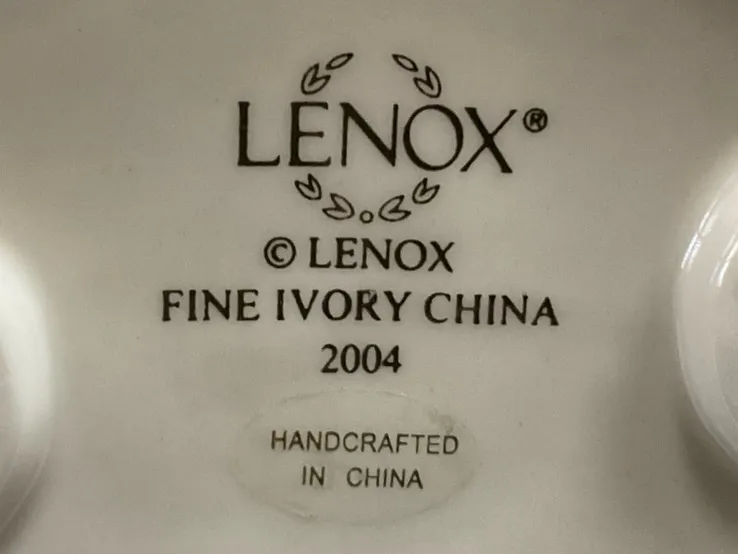 LENOX®
© LENOX
FINE IVORY CHINA
2004
HANDCRAFTED
IN CHINA